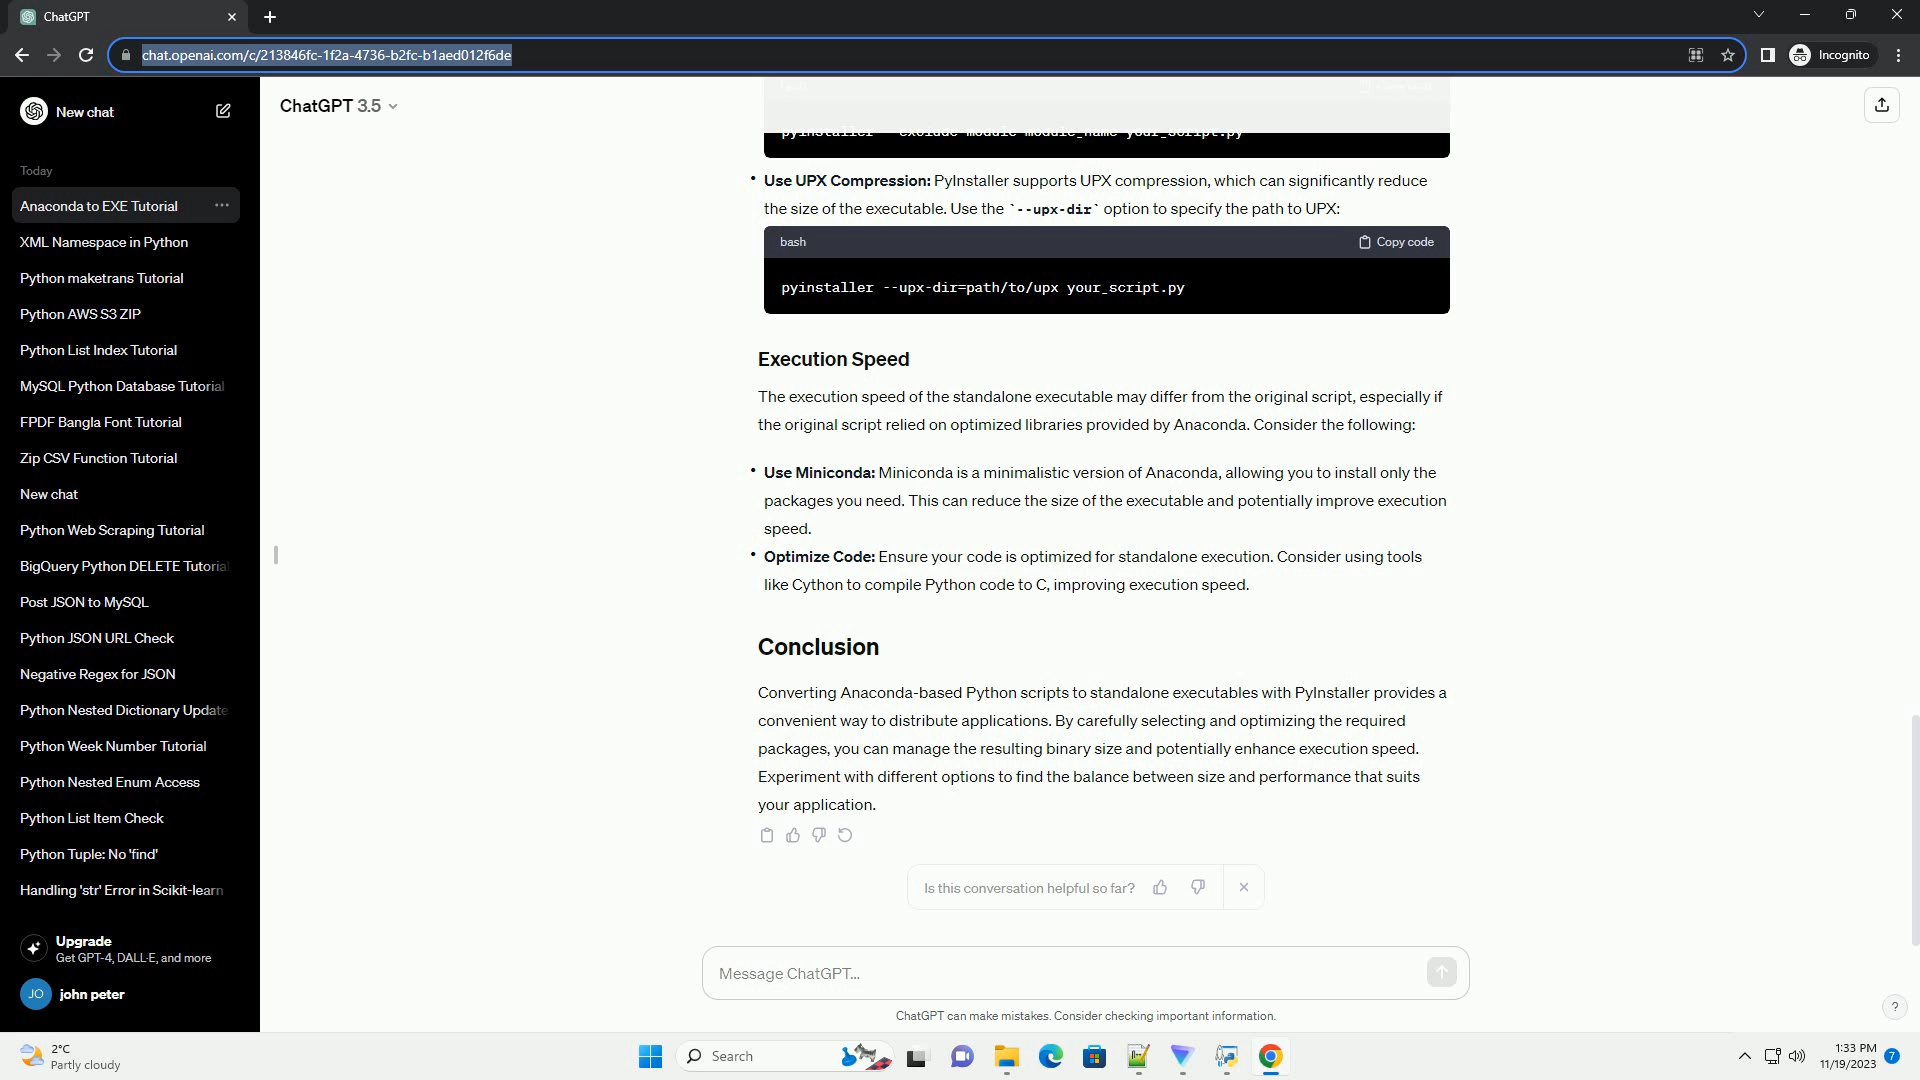 ChatGPT
chat.openai.com/c/213846fc-1f2a-4736-b2fc-b1aed012f6de
Incognito
New chat
Today
Anaconda to EXE Tutorial
XML Namespace in Python
Python maketrans Tutorial
Python AWS S3 ZIP
Python List Index Tutorial
MySQL Python Database Tutorial
FPDF Bangla Font Tutorial
Zip CSV Function Tutorial
New chat
Python Web Scraping Tutorial
BigQuery Python DELETE Tutoria
Post JSON to MySQL
Python JSON URL Check
Negative Regex for JSON
Python Nested Dictionary Update
Python Week Number Tutorial
Python Nested Enum Access
Python List Item Check
Python Tuple: No 'find'
Handling 'str' Error in Scikit-learn
Upgrade
Get GPT-4, DALL·E, and more
JO john peter
ChatGPT 3.5
pyinstaller --exclude-module module_name your_script.py
• Use UPX Compression: PyInstaller supports UPX compression, which can significantly reduce
the size of the executable. Use the `--upx-dir` option to specify the path to UPX:
bash Copy code
pyinstaller --upx-dir=path/to/upx your_script.py
Execution Speed
The execution speed of the standalone executable may differ from the original script, especially if
the original script relied on optimized libraries provided by Anaconda. Consider the following:
• Use Miniconda: Miniconda is a minimalistic version of Anaconda, allowing you to install only the
packages you need. This can reduce the size of the executable and potentially improve execution
speed.
• Optimize Code: Ensure your code is optimized for standalone execution. Consider using tools
like Cython to compile Python code to C, improving execution speed.
Conclusion
Converting Anaconda-based Python scripts to standalone executables with PyInstaller provides a
convenient way to distribute applications. By carefully selecting and optimizing the required
packages, you can manage the resulting binary size and potentially enhance execution speed.
Experiment with different options to find the balance between size and performance that suits
your application.
Is this conversation helpful so far?
Message ChatGPT...
ChatGPT can make mistakes. Consider checking important information.
?
2°C
Partly cloudy
Search
1:33 PM
11/19/2023
7